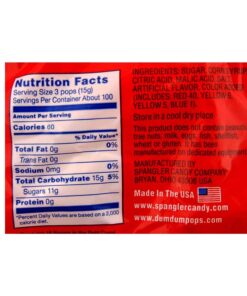 Nutrition Facts
Serving Size 3 pops (15g)
Servings Per Container About 100
Amount Per Serving
Calories 60
% Daily Value*
Total Fat 0g 0%
Trans Fat 0g
Sodium 0mg 0%
Total Carbohydrate 15g 5%
Sugars 11g
Protein 0g
*Percent Daily Values are based on a 2,000
calorie diet.
INGREDIENTS: SUGAR, CORN SYRUP,
CITRIC ACID, MALIC ACID, SALT,
ARTIFICIAL FLAVOR, COLOR ADDED
(INCLUDES: RED 40, YELLOW
YELLOW 5, BLUE 1).
Store in a cool dry place
This product does not contain peanuts,
tree nuts, milk, eggs, fish, shellfish,
wheat or gluten. It has been
manufactured on dedicated equipment.
MANUFACTURED BY
SPANGLER CANDY COMPANY
BRYAN, OHIO 43506 USA
Made In The USA
www.spanglercandy.com
www.dumdumpops.com